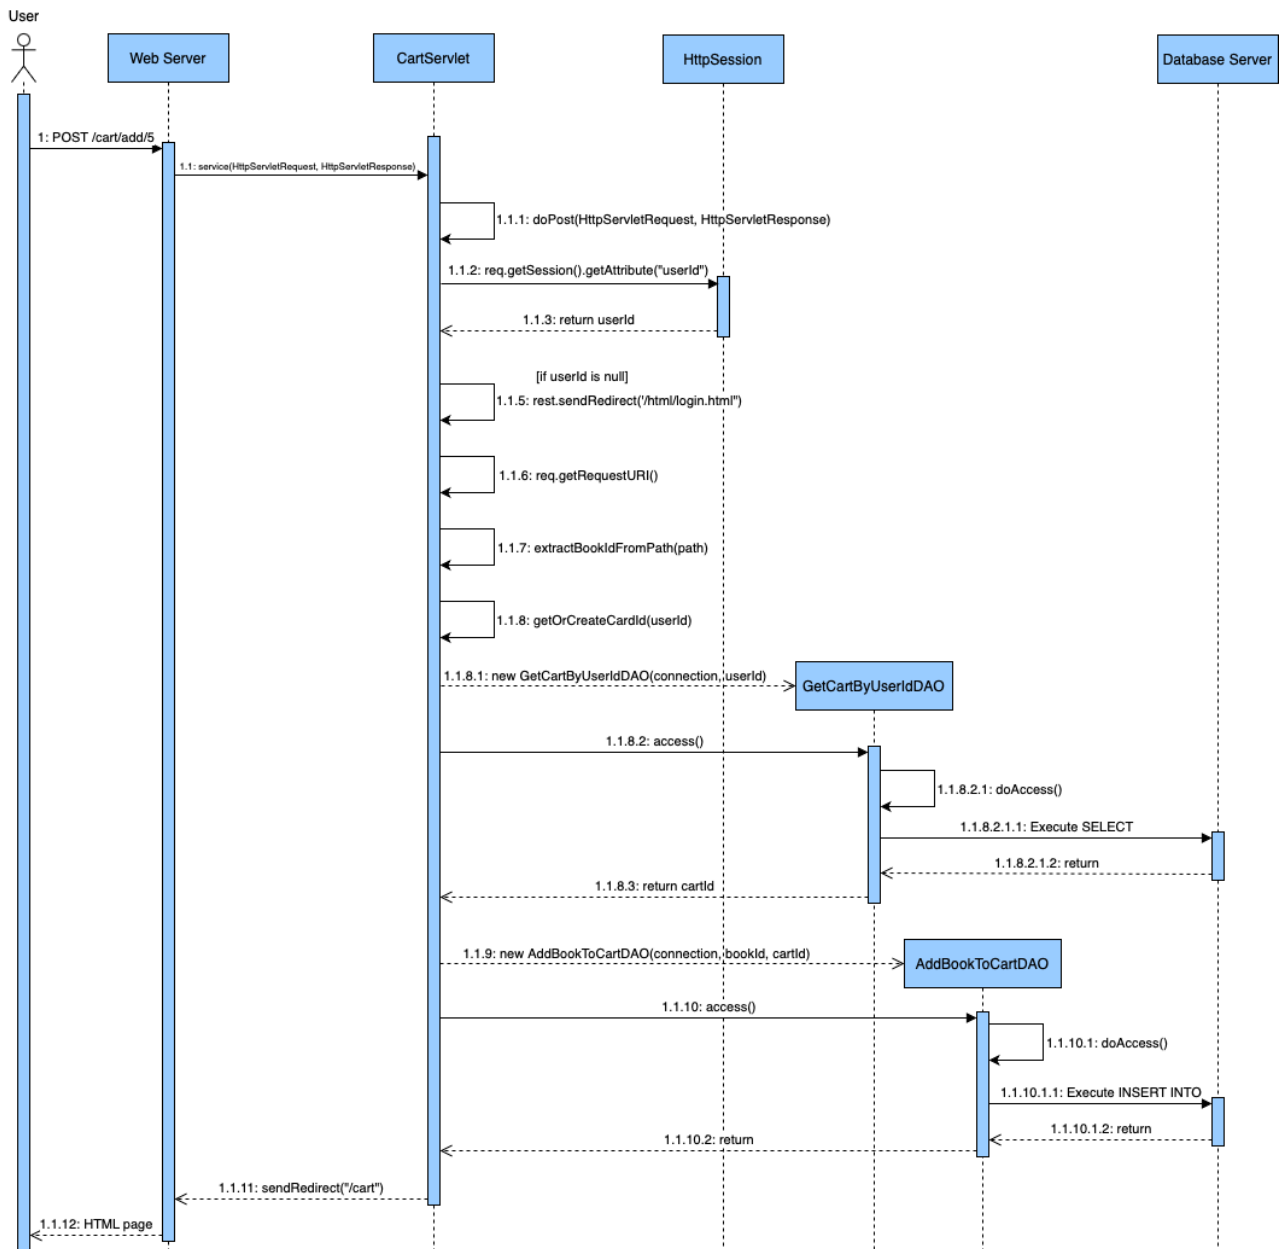 User
Web Server
CartServlet
HttpSession
Database Server
1: POST /cart/add/5
1.1: service(HttpServletRequest, HttpServletResponse)
1.1.1: doPost(HttpServletRequest, HttpServletResponse)
1.1.2: req.getSession().getAttribute("userId")
1.1.3: return userId
[if userId is null]
1.1.5: rest.sendRedirect('/html/login.html")
1.1.6: req.getRequestURI()
1.1.7: extractBookIdFromPath(path)
1.1.8: getOrCreateCardId(userId)
1.1.8.1: new GetCartByUserIdDAO(connection, userId)
GetCartByUserIdDAO
1.1.8.2: access()
1.1.8.2.1: doAccess()
1.1.8.2.1.1: Execute SELECT
1.1.8.2.1.2: return
1.1.8.3: return cartId
1.1.9: new AddBookToCartDAO(connection, bookId, cartId)
AddBookToCartDAO
1.1.10: access()
1.1.10.1: doAccess()
1.1.10.1.1: Execute INSERT INTO
1.1.10.1.2: return
1.1.10.2: return
1.1.11: sendRedirect("/cart")
1.1.12: HTML page